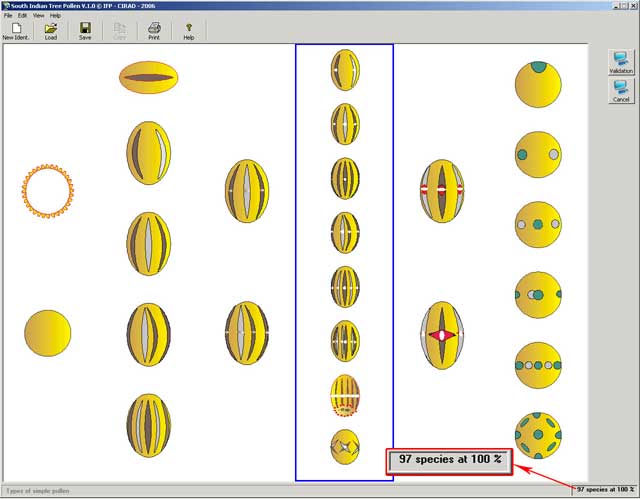 South Indian Tree Pollen V.1.0 © IFP - CIRAD - 2006
File Edit View Help
New Ident. Load Save Copy Print Help
Validation
Cancel
97 species at 100 %
Types of simple pollen
97 species at 100 %